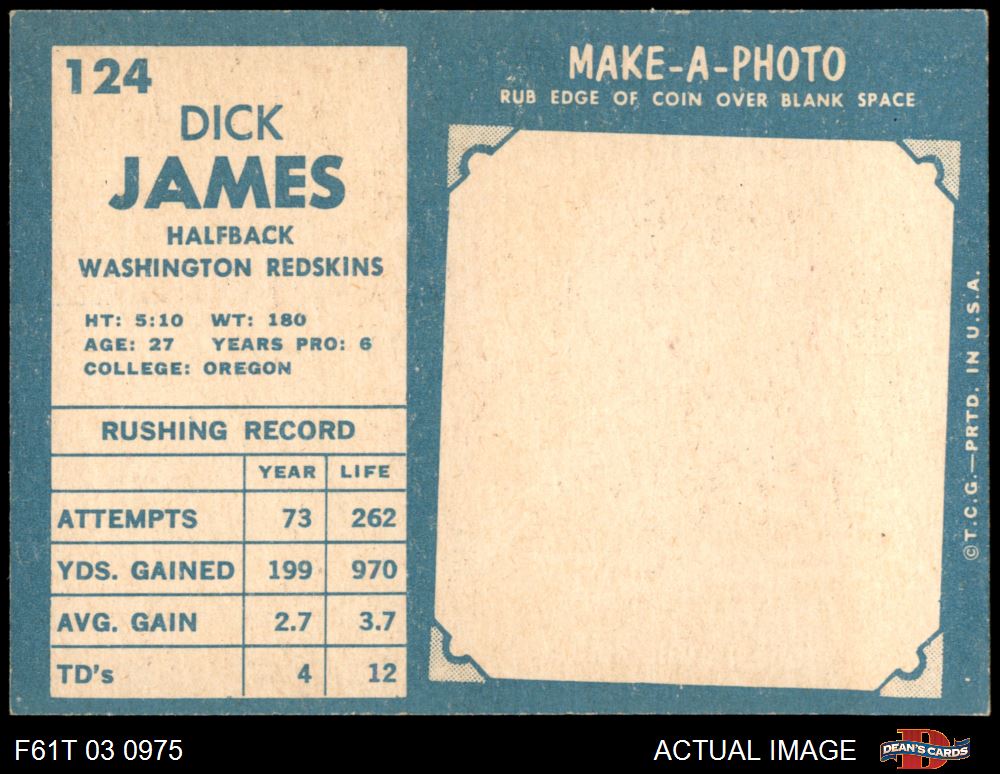 124
DICK
JAMES
HALFBACK
WASHINGTON REDSKINS
HT: 5:10 WT: 180
AGE: 27 YEARS PRO: 6
COLLEGE: OREGON
RUSHING RECORD
YEAR LIFE
ATTEMPTS 73 262
YDS. GAINED 199 970
AVG. GAIN 2.7 3.7
TD's 4 12
MAKE-A-PHOTO
RUB EDGE OF COIN OVER BLANK SPACE
©T.C.G.—PRTD. IN U.S.A.
F61T 03 0975
ACTUAL IMAGE
DEAN'S CARDS